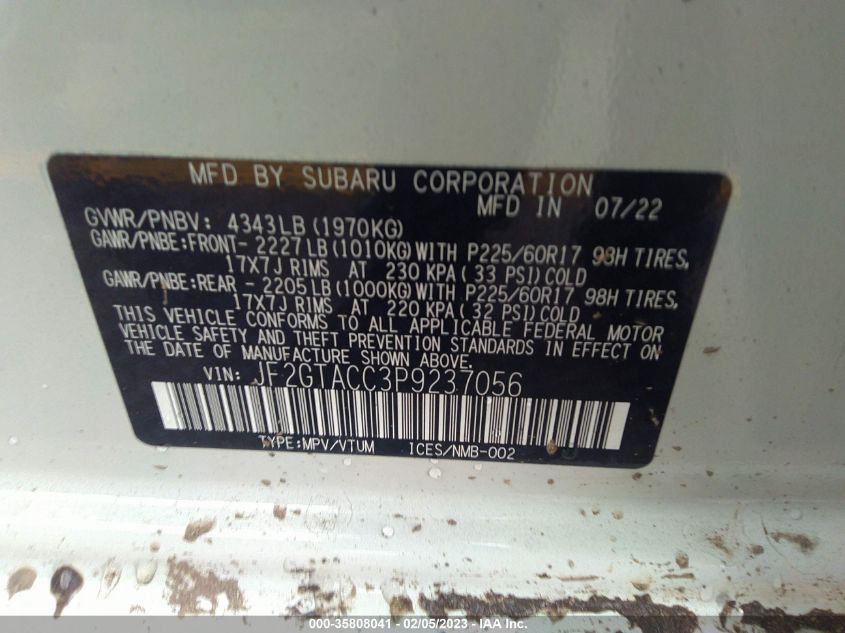 MFD BY SUBARU CORPORATION
MFD IN 07/22
GVWR/PNBV: 4343LB (1970KG)
GAWR/PNBE:FRONT- 2227LB (1010KG) WITH P225/60R17 98H TIRES,
17X7J RIMS AT 230 KPA ( 33 PSI) COLD
GAWR/PNBE:REAR - 2205LB (1000KG) WITH P225/60R17 98H TIRES,
17X7J RIMS AT 220 KPA ( 32 PSI) COLD
THIS VEHICLE CONFORMS TO ALL APPLICABLE FEDERAL MOTOR
VEHICLE SAFETY AND THEFT PREVENTION STANDARDS IN EFFECT ON
THE DATE OF MANUFACTURE SHOWN ABOVE.
VIN: JF2GTACC3P9237056
TYPE:MPV/VTUM ICES/NMB-002 J
000-35808041 - 02/05/2023 - IAA Inc.